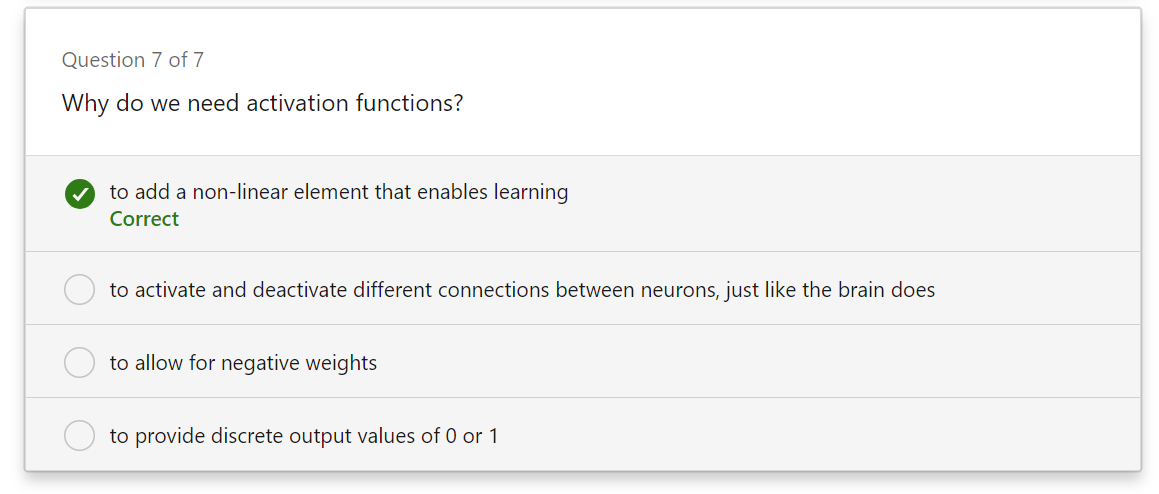 Question 7 of 7
Why do we need activation functions?
to add a non-linear element that enables learning
Correct
to activate and deactivate different connections between neurons, just like the brain does
to allow for negative weights
to provide discrete output values of 0 or 1